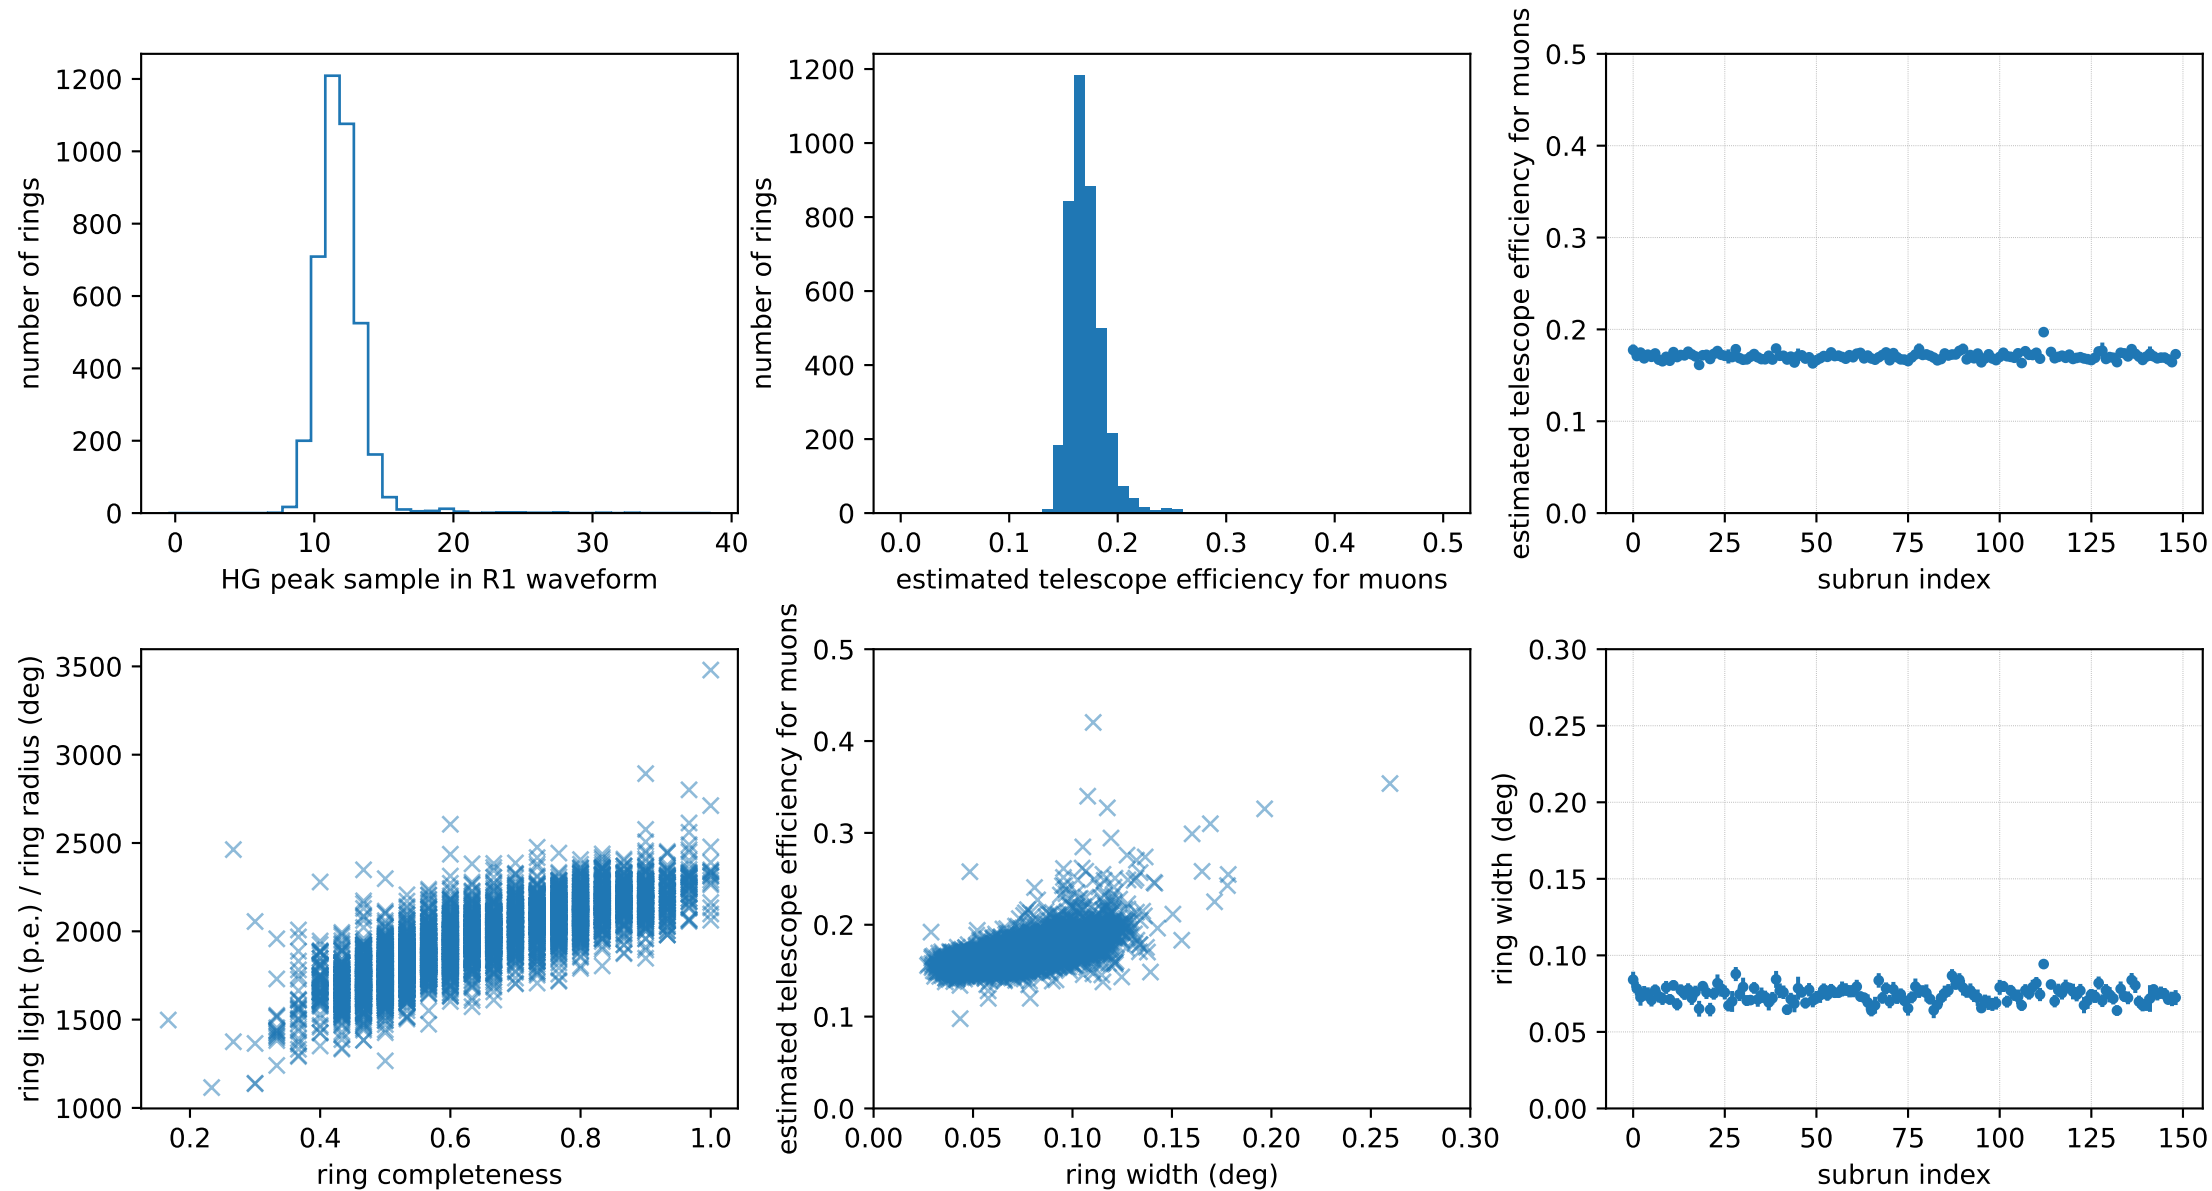 number of rings
1200
1000
800
600
400
200
0
0 10 20 30 40
HG peak sample in R1 waveform
number of rings
1200
1000
800
600
400
200
0
0.0 0.1 0.2 0.3 0.4 0.5
estimated telescope efficiency for muons
estimated telescope efficiency for muons
0.5
0.4
0.3
0.2
0.1
0.0
0 25 50 75 100 125 150
subrun index
ring light (p.e.) / ring radius (deg)
3500
3000
2500
2000
1500
1000
0.2 0.4 0.6 0.8 1.0
ring completeness
estimated telescope efficiency for muons
0.5
0.4
0.3
0.2
0.1
0.0
0.00 0.05 0.10 0.15 0.20 0.25 0.30
ring width (deg)
ring width (deg)
0.30
0.25
0.20
0.15
0.10
0.05
0.00
0 25 50 75 100 125 150
subrun index